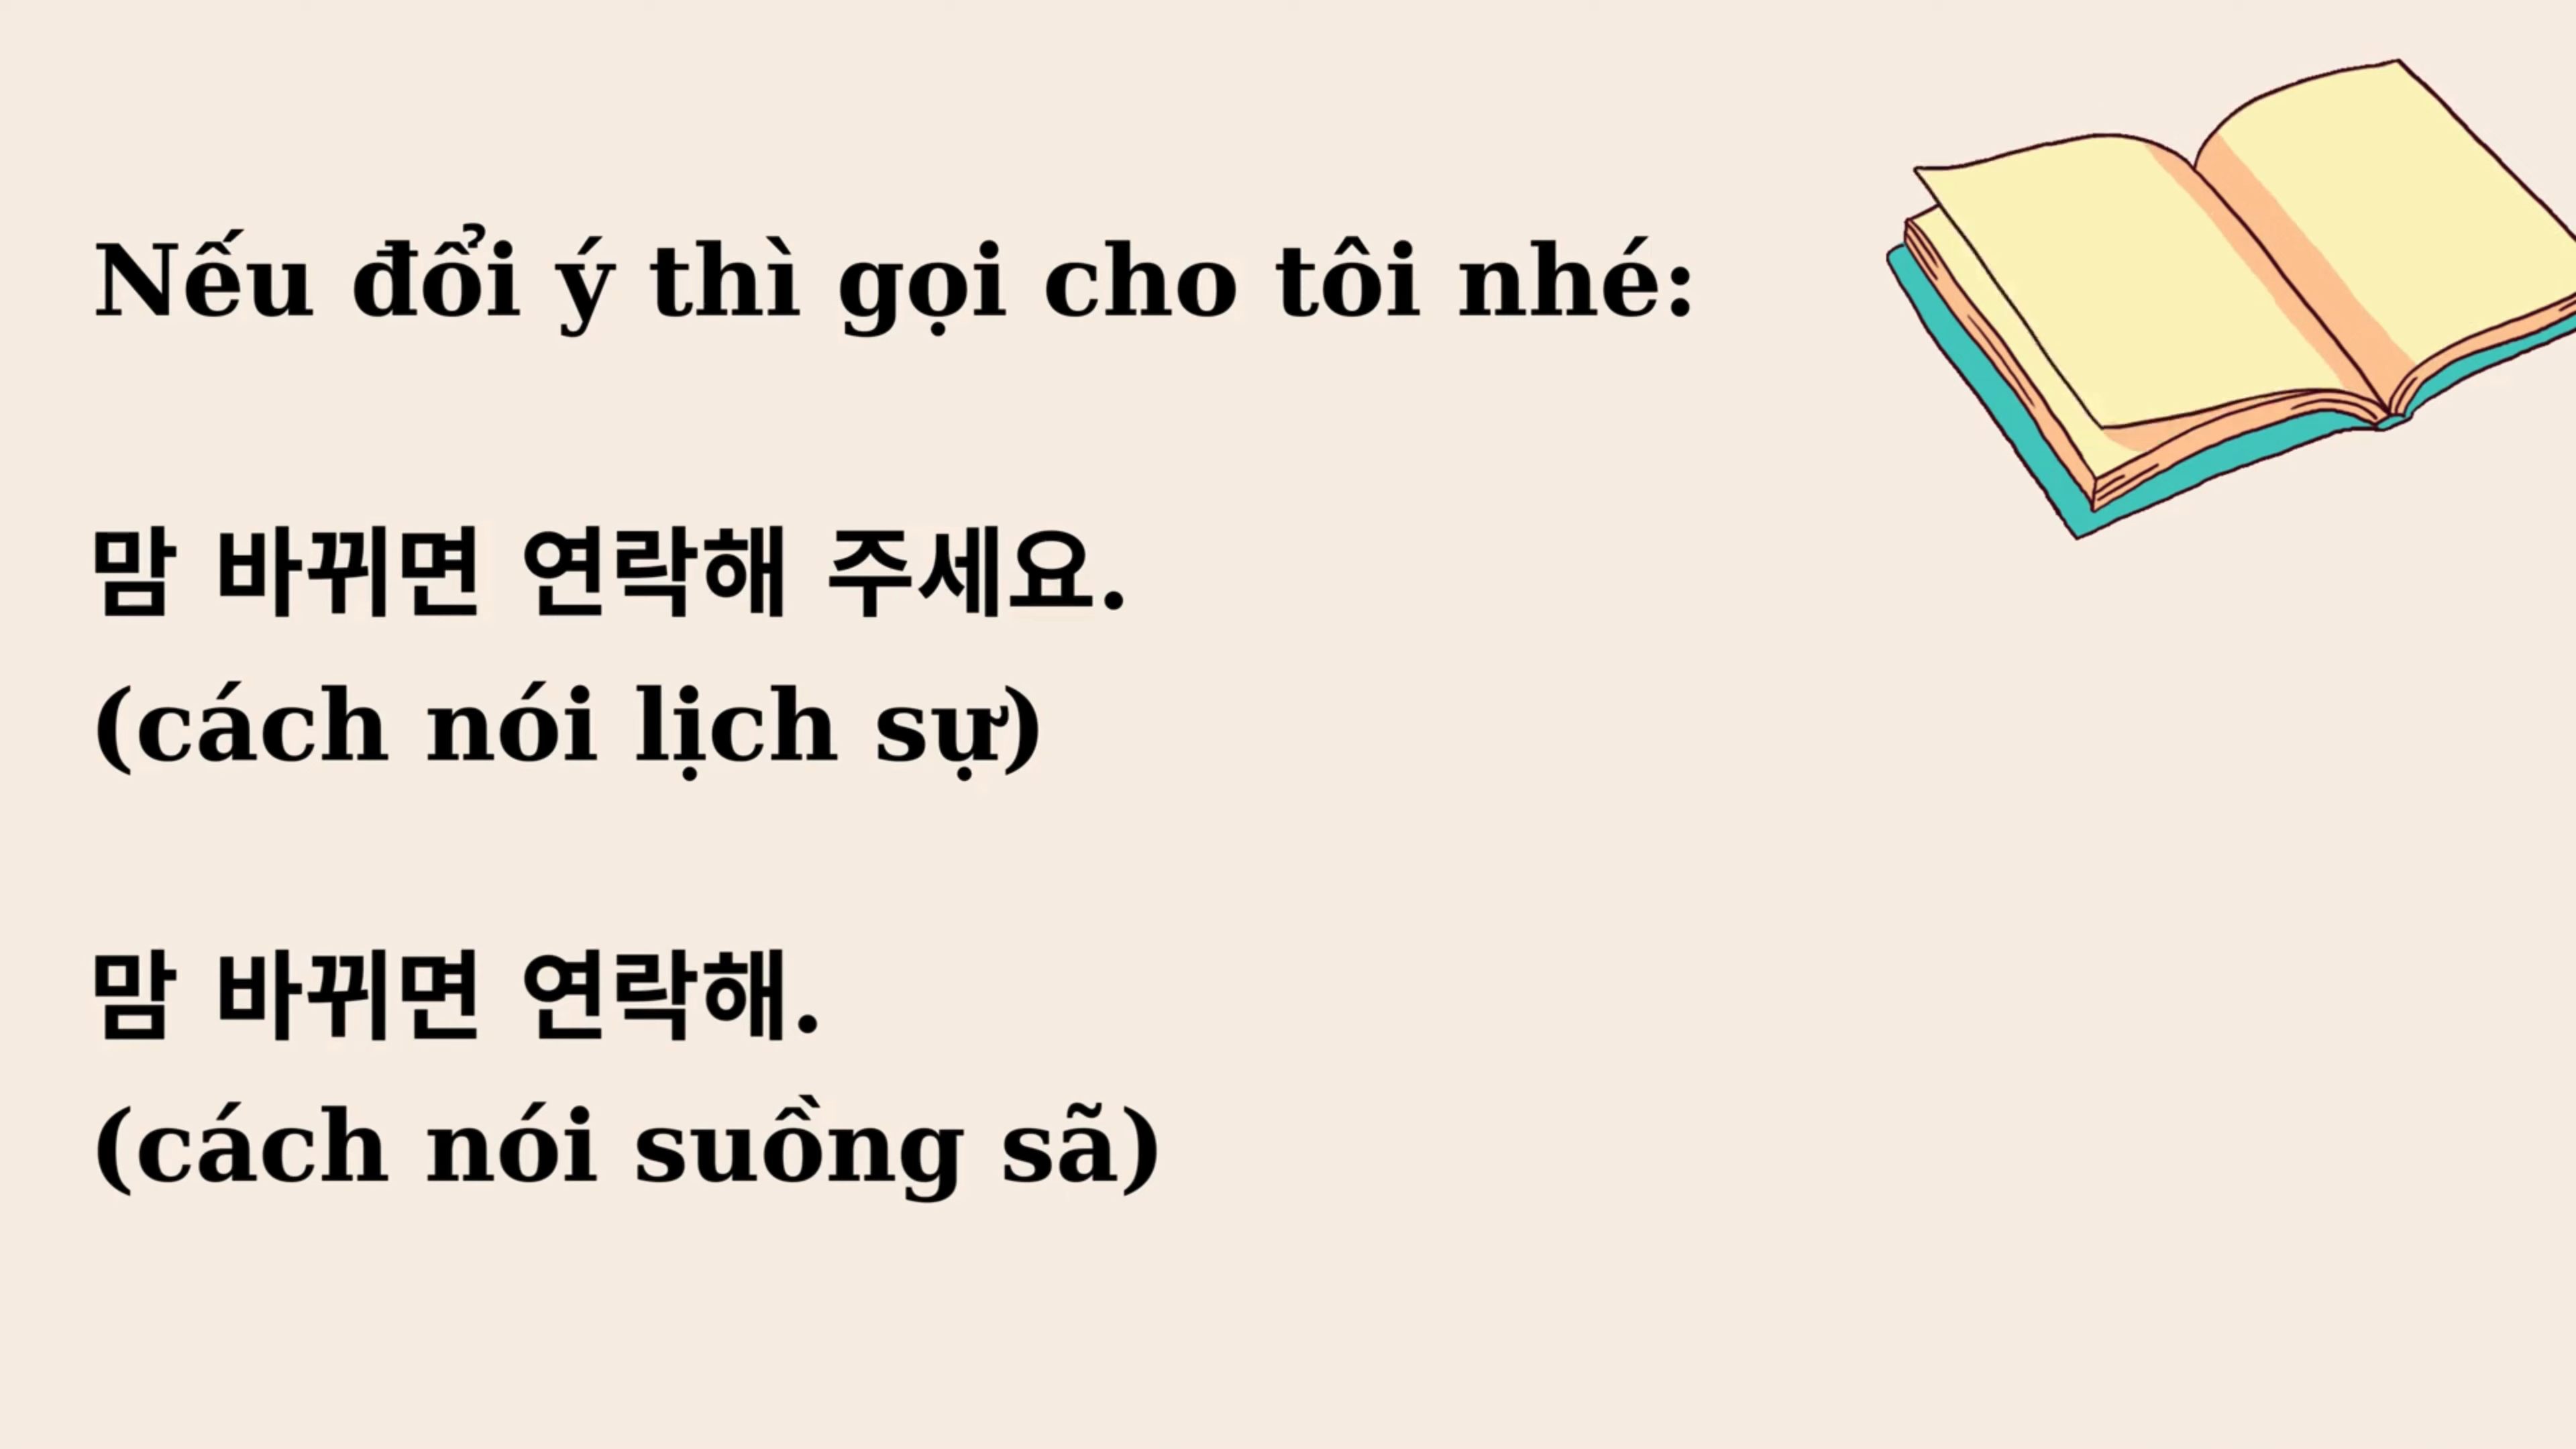 Nếu đổi ý thì gọi cho tôi nhé:
맘 바뀌면 연락해 주세요.
(cách nói lịch sự)
맘 바뀌면 연락해.
(cách nói suồng sã)